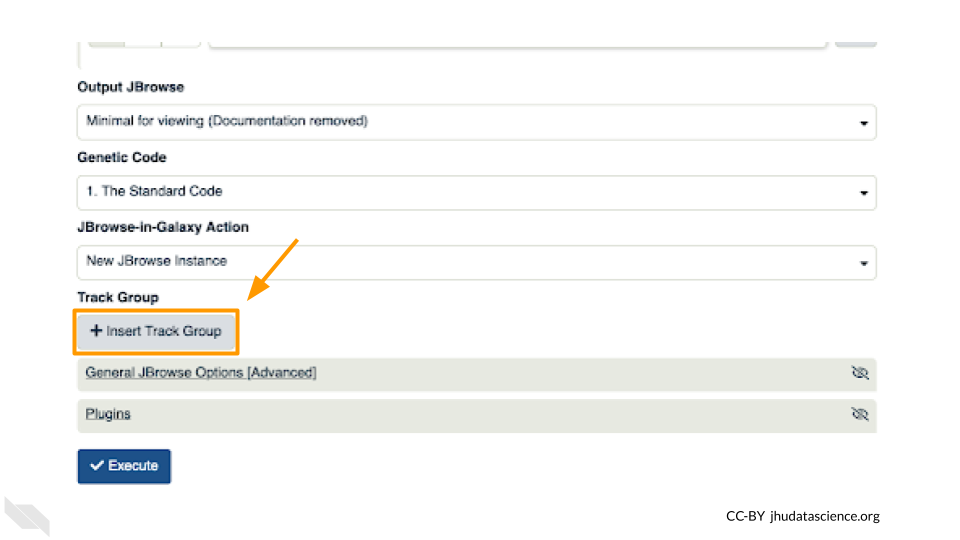 Output JBrowse
Minimal for viewing (Documentation removed)
Genetic Code
1. The Standard Code
JBrowse-in-Galaxy Action
New JBrowse Instance
Track Group
+ Insert Track Group
General JBrowse Options [Advanced]
Plugins
Execute
CC-BY jhudatascience.org